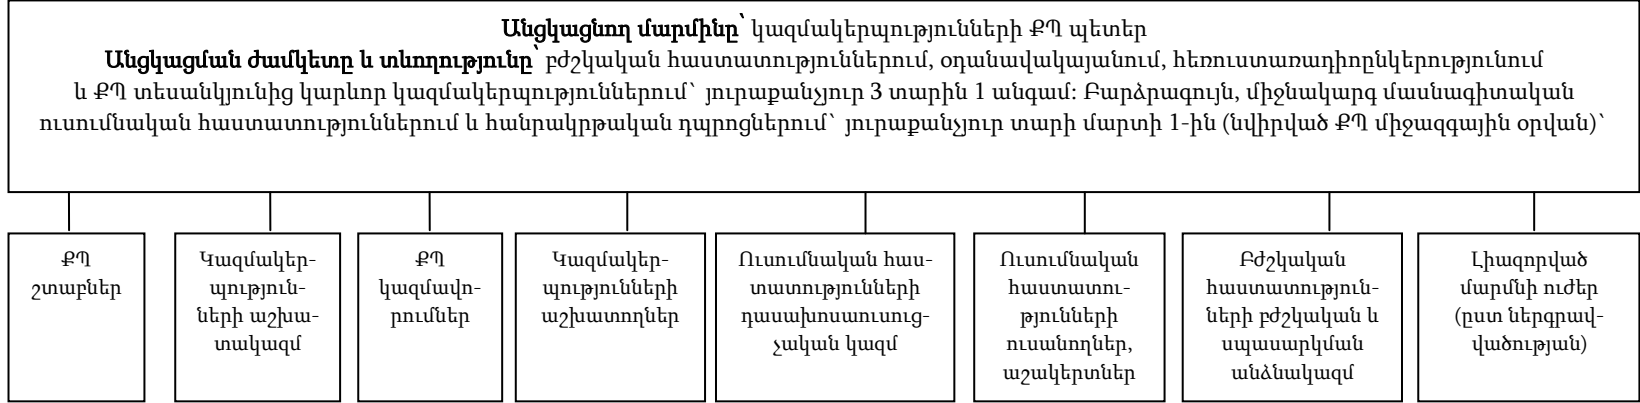 Անցկացնող մարմինը՝ կազմակերպությունների ՔՊ պետեր
Անցկացման ժամկետը և տևողությունը՝ բժշկական հաստատություններում, օդանավակայանում, հեռուստառադիոընկերությունում
և ՔՊ տեսանկյունից կարևոր կազմակերպություններում՝ յուրաքանչյուր 3 տարին 1 անգամ: Բարձրագույն, միջնակարգ մասնագիտական
ուսումնական հաստատություններում և հանրակրթական դպրոցներում՝ յուրաքանչյուր տարի մարտի 1-ին (նվիրված ՔՊ միջազգային օրվան)՝
ՔՊ
շտաբներ
Կազմակեր-
պություն-
ների աշխա-
տակազմ
ՔՊ
կազմավո-
րումներ
Կազմակեր-
պությունների
աշխատողներ
Ուսումնական հաս-
տատությունների
դասախոսաուսուց-
չական կազմ
Ուսումնական
հաստատու-
թյունների
ուսանողներ,
աշակերտներ
Բժշկական
հաստատություն-
ների բժշկական և
սպասարկման
անձնակազմ
Լիազորված
մարմնի ուժեր
(ըստ ներգրավ-
վածության)